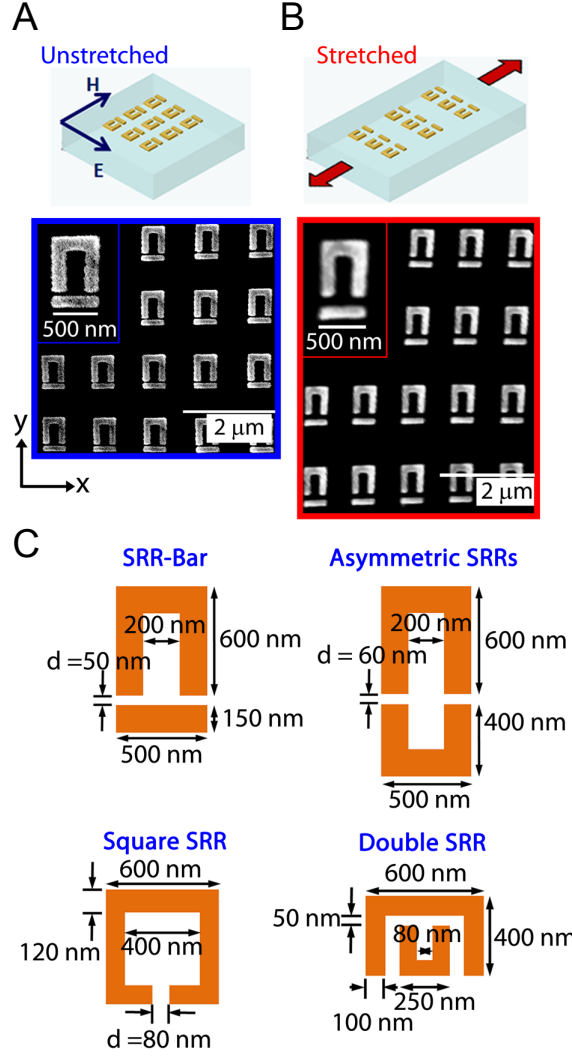 A
B
Unstretched
Stretched
H
E
500 nm
2 μm
500 nm
2 μm
y
x
C
SRR-Bar
Asymmetric SRRs
200 nm
600 nm
d =50 nm
150 nm
500 nm
200 nm
600 nm
d = 60 nm
400 nm
500 nm
Square SRR
Double SRR
600 nm
120 nm
400 nm
d = 80 nm
600 nm
50 nm
80 nm
400 nm
250 nm
100 nm